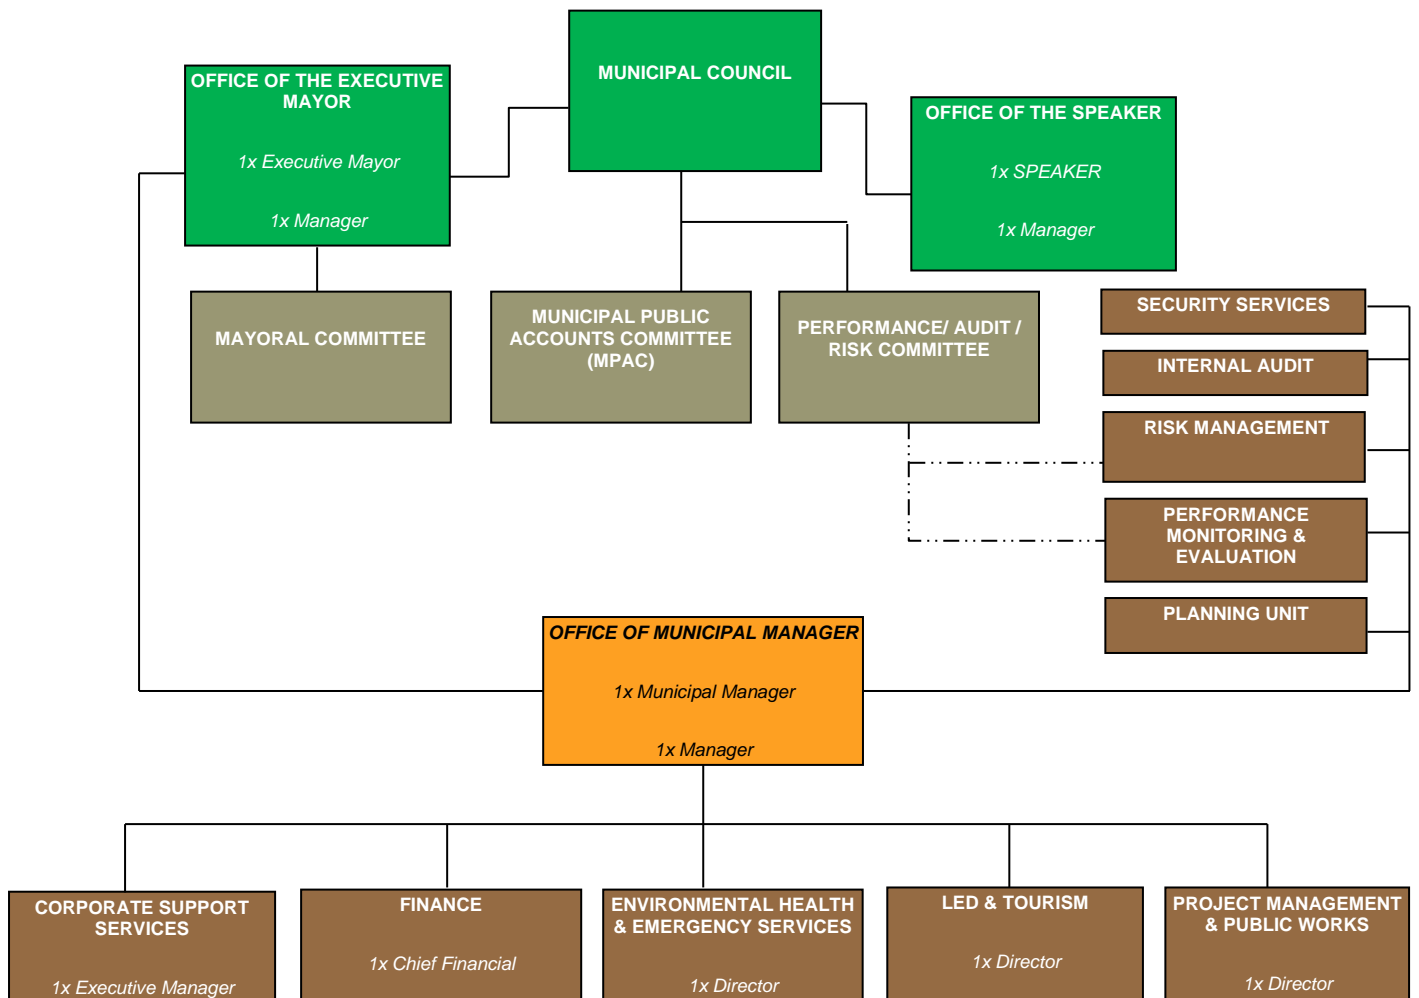 MUNICIPAL COUNCIL
OFFICE OF THE EXECUTIVE
MAYOR
1x Executive Mayor
1x Manager
OFFICE OF THE SPEAKER
1x SPEAKER
1x Manager
MAYORAL COMMITTEE
MUNICIPAL PUBLIC
ACCOUNTS COMMITTEE
(MPAC)
PERFORMANCE/ AUDIT /
RISK COMMITTEE
SECURITY SERVICES
INTERNAL AUDIT
RISK MANAGEMENT
PERFORMANCE
MONITORING &
EVALUATION
PLANNING UNIT
OFFICE OF MUNICIPAL MANAGER
1x Municipal Manager
1x Manager
CORPORATE SUPPORT
SERVICES
1x Executive Manager
FINANCE
1x Chief Financial
ENVIRONMENTAL HEALTH
& EMERGENCY SERVICES
1x Director
LED & TOURISM
1x Director
PROJECT MANAGEMENT
& PUBLIC WORKS
1x Director